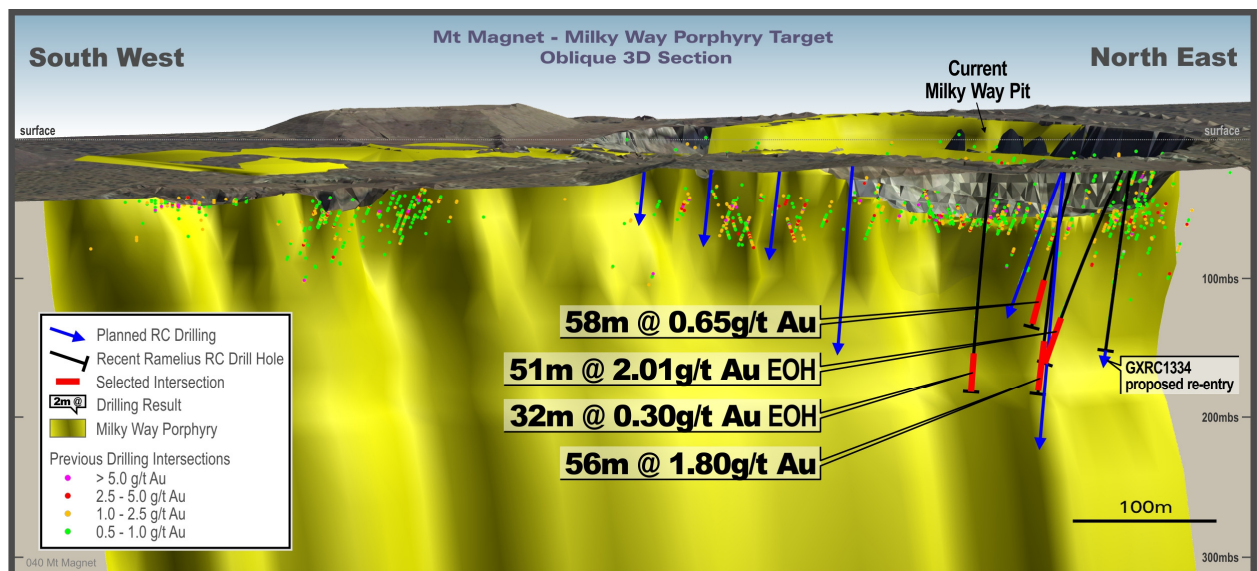 Mt Magnet - Milky Way Porphyry Target
Oblique 3D Section
South West
North East
Current
Milky Way Pit
surface
surface
100mbs
58m @ 0.65g/t Au
51m @ 2.01g/t Au EOH
32m @ 0.30g/t Au EOH
56m @ 1.80g/t Au
GXRC1334
proposed re-entry
200mbs
100m
300mbs
Planned RC Drilling
Recent Ramelius RC Drill Hole
Selected Intersection
2m @ Drilling Result
Milky Way Porphyry
Previous Drilling Intersections
> 5.0 g/t Au
2.5 - 5.0 g/t Au
1.0 - 2.5 g/t Au
0.5 - 1.0 g/t Au
040 Mt Magnet